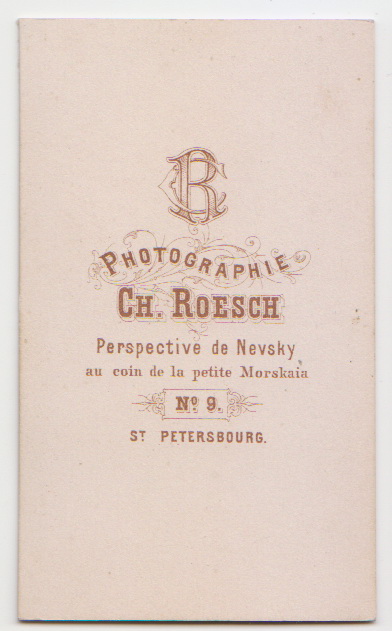 CR
PHOTOGRAPHIE
CH. ROESCH
Perspective de Nevsky
au coin de la petite Morskaia
Nº 9.
ST PETERSBOURG.